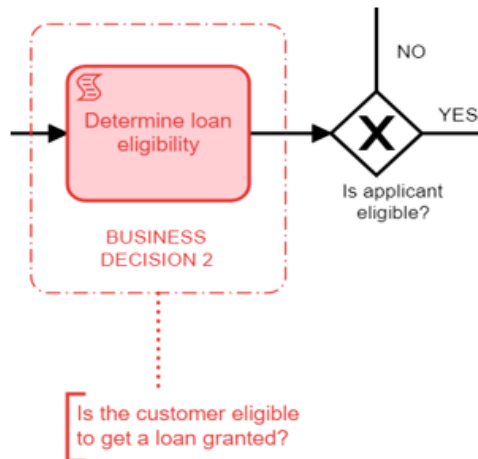 NO
Determine loan
eligibility
YES
Is applicant
eligible?
BUSINESS
DECISION 2
Is the customer eligible
to get a loan granted?